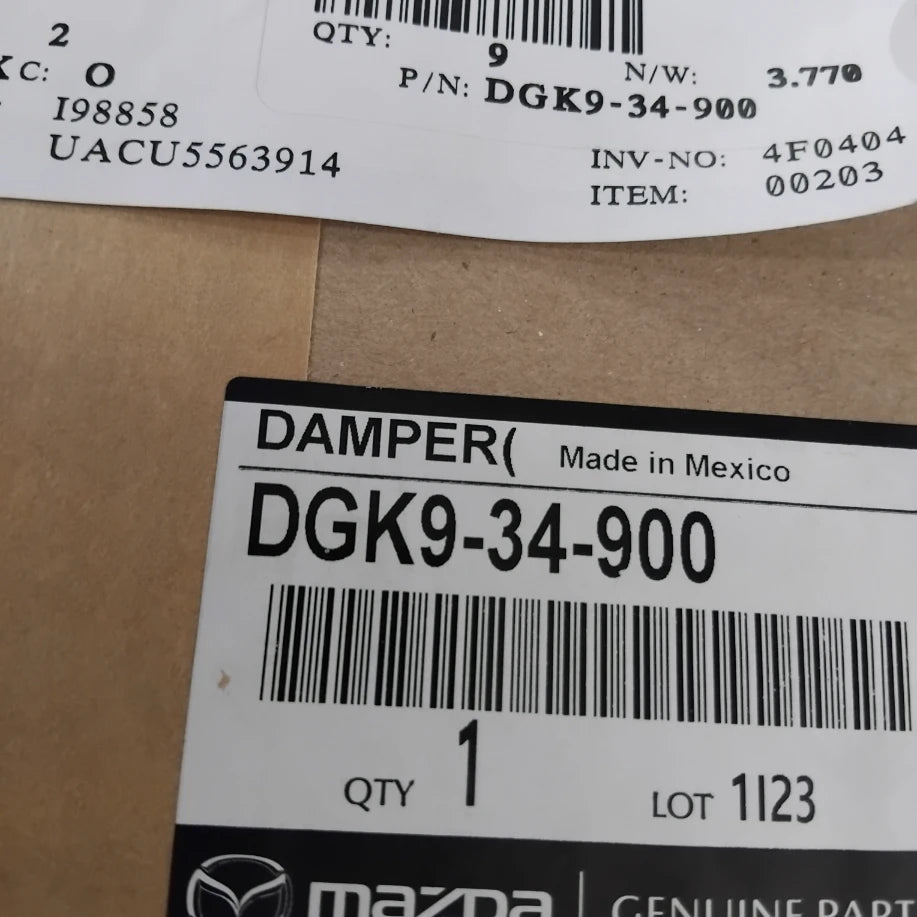 2
C: O
I98858
UACU5563914
QTY: 9
N/W: 3.770
P/N: DGK9-34-900
INV-NO: 4F0404
ITEM: 00203
DAMPER( Made in Mexico
DGK9-34-900
QTY 1 LOT 1I23
mazda | GENUINE PART